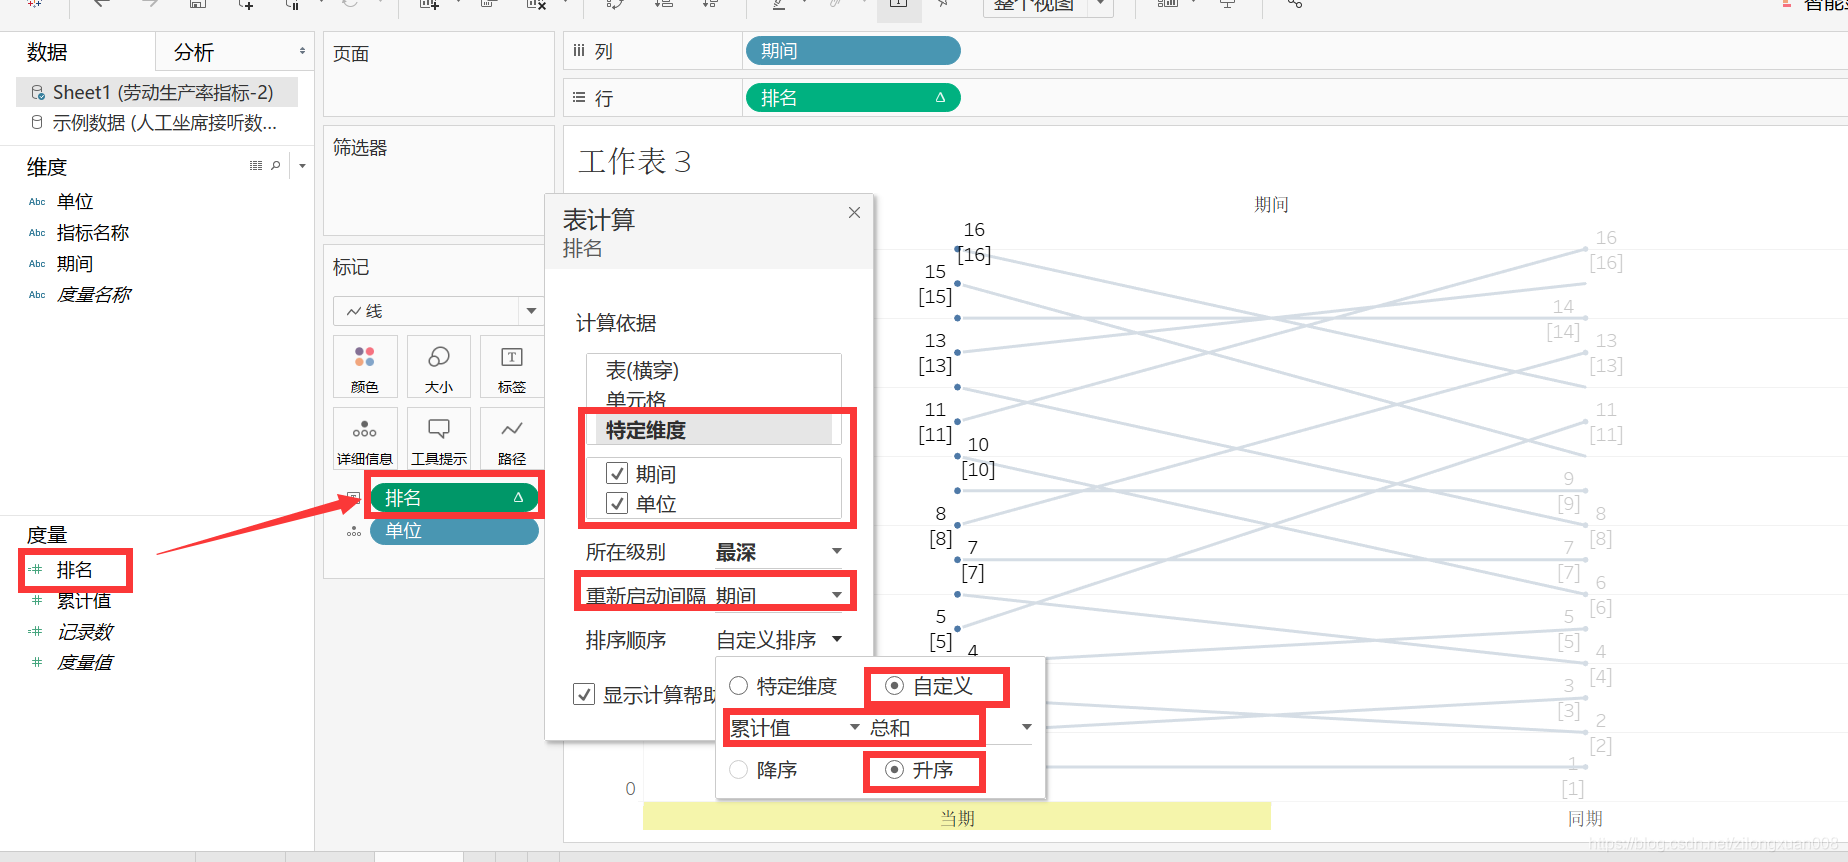 整个视图
智能
数据
分析
页面
列
期间
Sheet1 (劳动生产率指标-2)
示例数据 (人工坐席接听数...
行
排名
筛选器
工作表 3
维度
Abc 单位
Abc 指标名称
Abc 期间
Abc 度量名称
标记
线
颜色
大小
标签
详细信息
工具提示
路径
排名
单位
度量
排名
累计值
记录数
度量值
表计算
排名
计算依据
表(横穿)
单元格
特定维度
期间
单位
所在级别 最深
重新启动间隔 期间
排序顺序 自定义排序
显示计算帮助
特定维度 自定义
累计值 总和
降序 升序
期间
16
[16]
15
[15]
13
[13]
11
[11]
10
[10]
8
[8]
7
[7]
5
[5]
4
0
16
[16]
14
[14]
13
[13]
11
[11]
9
[9]
8
[8]
7
[7]
6
[6]
5
[5]
4
[4]
3
[3]
2
[2]
1
[1]
当期
同期
https://blog.csdn.net/zilongxuan008